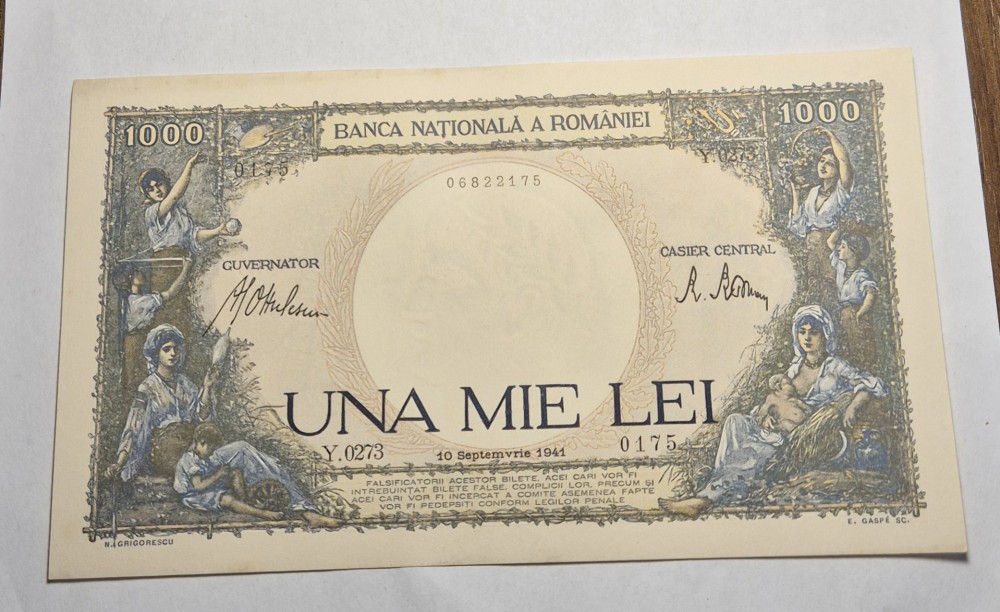 1000
BANCA NAȚIONALĂ A ROMÂNIEI
1000
0175
Y.0273
06822175
GUVERNATOR
CASIER CENTRAL
UNA MIE LEI
Y.0273
10 Septemvrie 1941
0175
FALSIFICATORII ACESTOR BILETE, ACEI CARI VOR FI
INTREBUINȚAT BILETE FALSE, COMPLICII LOR, PRECUM ȘI
ACEI CARI VOR FI INCERCAT A COMITE ASEMENEA FAPTE
VOR FI PEDEPSITI CONFORM LEGILOR PENALE
N. GRIGORESCU
E. GASPÉ SC.